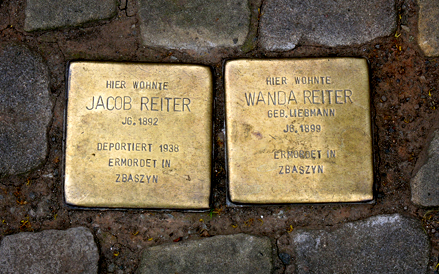 HIER WOHNTE
JACOB REITER
JG. 1892
DEPORTIERT 1938
ERMORDET IN
ZBASZYN
HIER WOHNTE
WANDA REITER
GEB. LIEBMANN
JG. 1899
ERMORDET IN
ZBASZYN